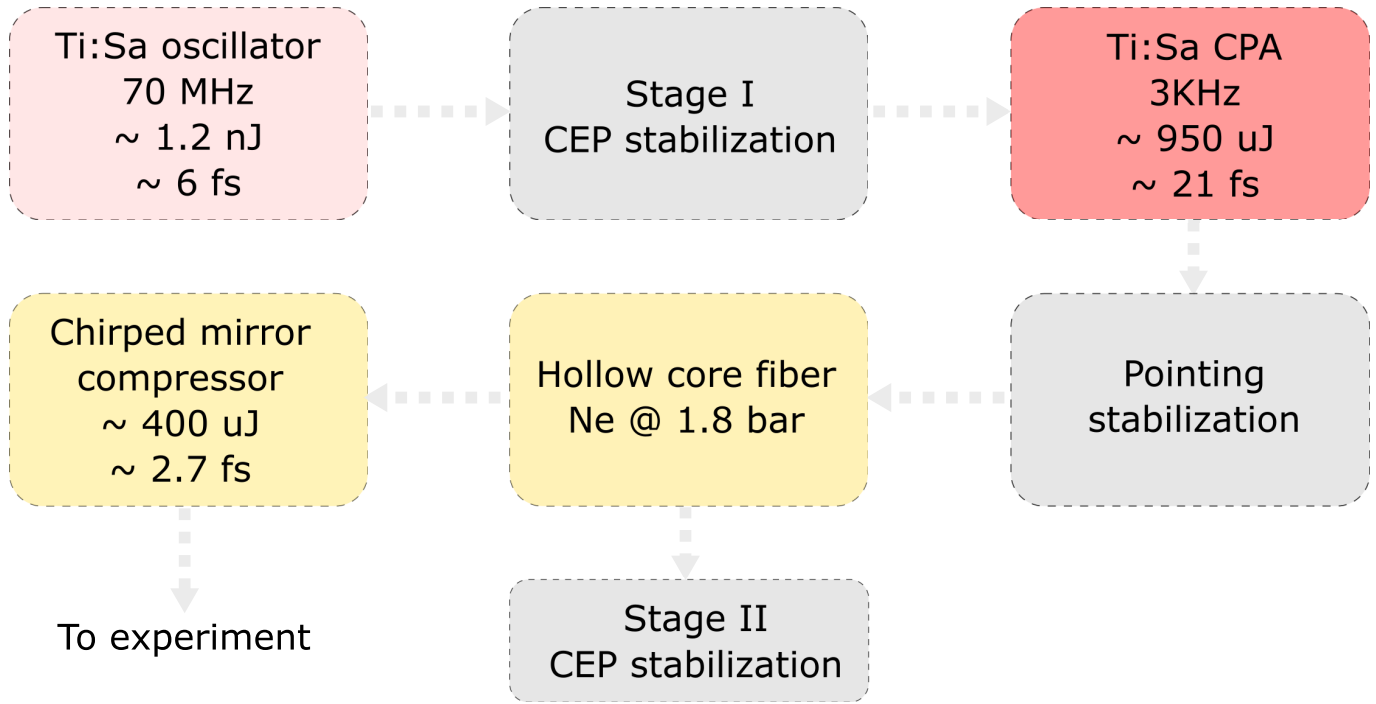 Ti:Sa oscillator
70 MHz
~ 1.2 nJ
~ 6 fs
Stage I
CEP stabilization
Ti:Sa CPA
3KHz
~ 950 uJ
~ 21 fs
Chirped mirror
compressor
~ 400 uJ
~ 2.7 fs
Hollow core fiber
Ne @ 1.8 bar
Pointing
stabilization
To experiment
Stage II
CEP stabilization